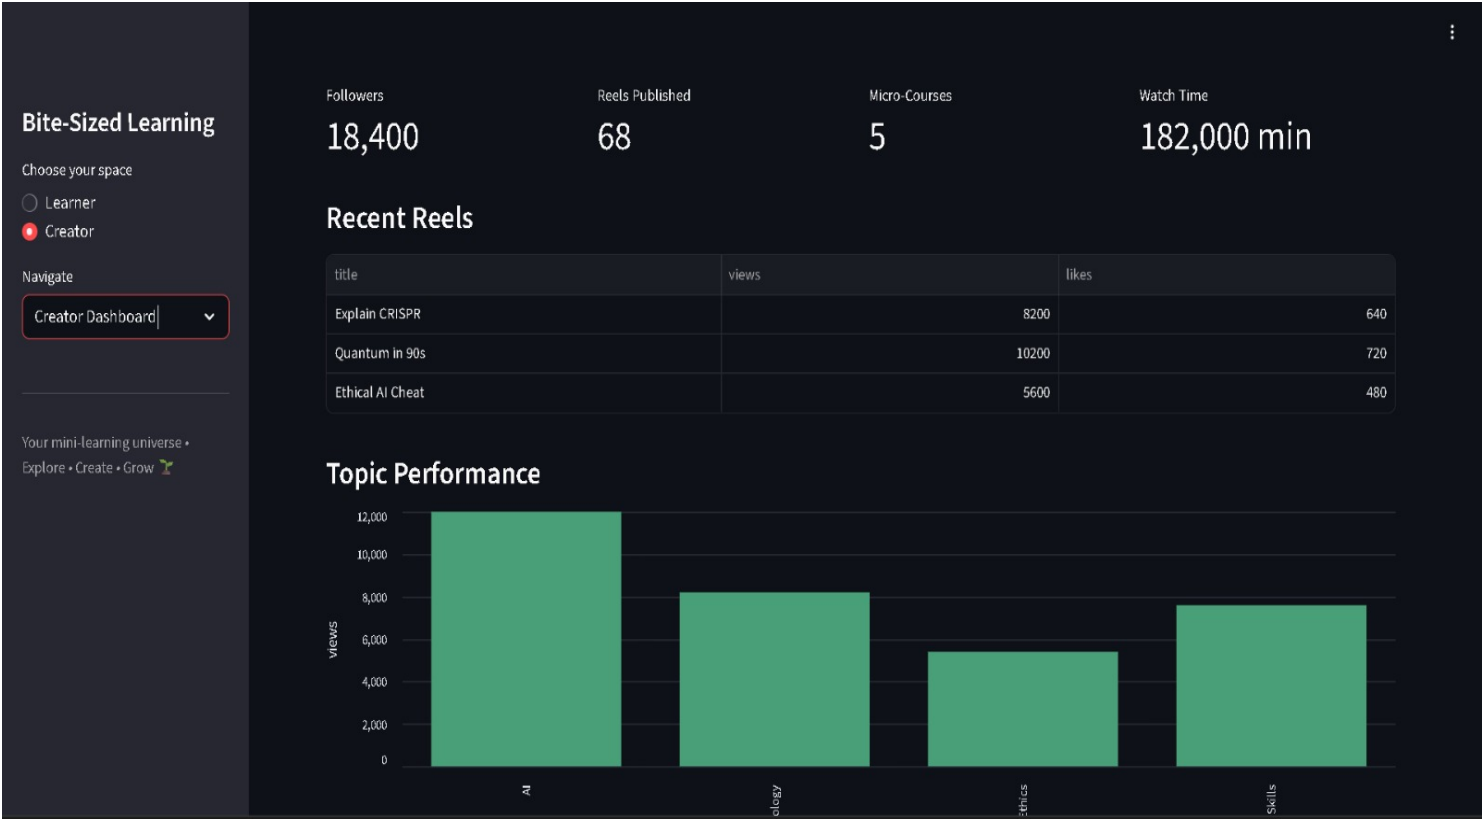 Bite-Sized Learning
Choose your space
Learner
Creator
Navigate
Creator Dashboard
Your mini-learning universe •
Explore • Create • Grow 🌱
Followers
18,400
Reels Published
68
Micro-Courses
5
Watch Time
182,000 min
Recent Reels
title views likes
Explain CRISPR 8200 640
Quantum in 90s 10200 720
Ethical AI Cheat 5600 480
Topic Performance
views
12,000
10,000
8,000
6,000
4,000
2,000
0
AI
ology
thics
Skills